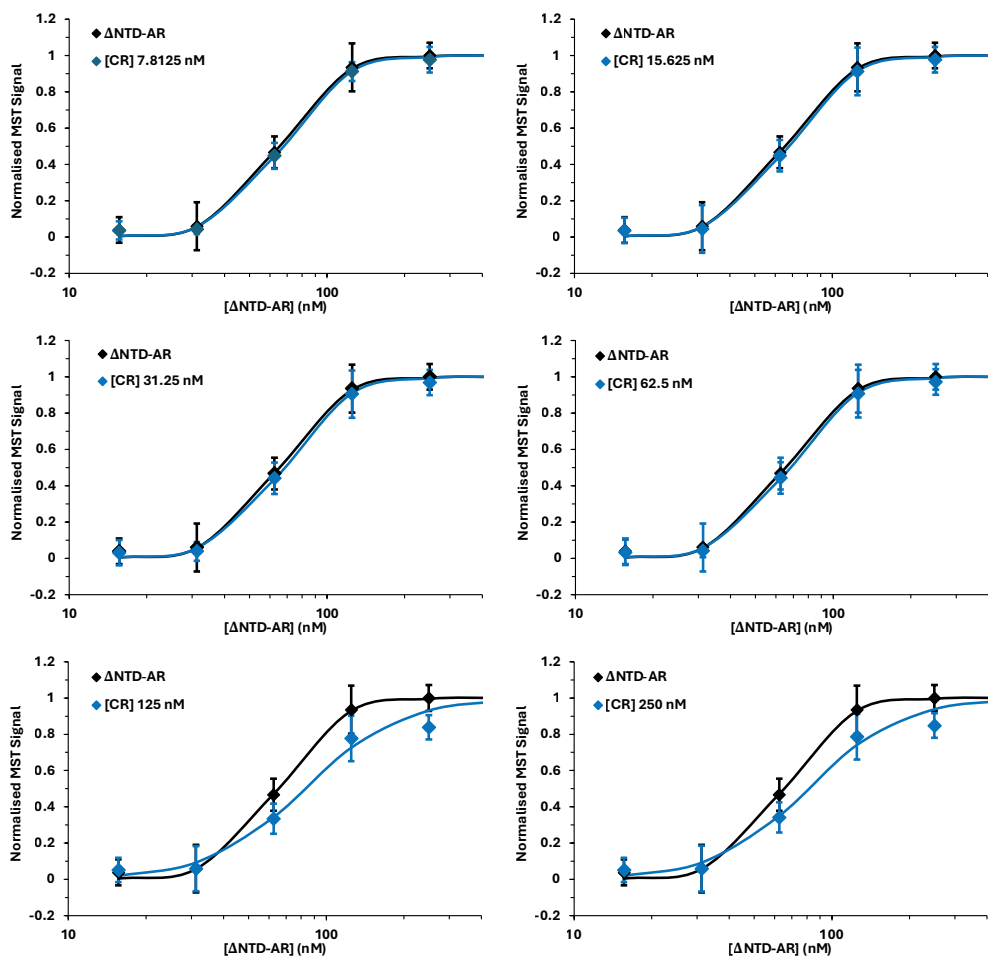 1.2
1
0.8
0.6
0.4
0.2
0
-0.2
Normalised MST Signal
ΔNTD-AR
[CR] 7.8125 nM
10
100
[ΔNTD-AR] (nM)
1.2
1
0.8
0.6
0.4
0.2
0
-0.2
Normalised MST Signal
ΔNTD-AR
[CR] 15.625 nM
10
100
[ΔNTD-AR] (nM)
1.2
1
0.8
0.6
0.4
0.2
0
-0.2
Normalised MST Signal
ΔNTD-AR
[CR] 31.25 nM
10
100
[ΔNTD-AR] (nM)
1.2
1
0.8
0.6
0.4
0.2
0
-0.2
Normalised MST Signal
ΔNTD-AR
[CR] 62.5 nM
10
100
[ΔNTD-AR] (nM)
1.2
1
0.8
0.6
0.4
0.2
0
-0.2
Normalised MST Signal
ΔNTD-AR
[CR] 125 nM
10
100
[ΔNTD-AR] (nM)
1.2
1
0.8
0.6
0.4
0.2
0
-0.2
Normalised MST Signal
ΔNTD-AR
[CR] 250 nM
10
100
[ΔNTD-AR] (nM)